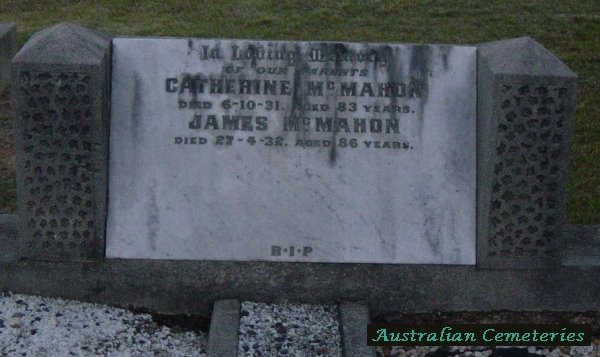 In Loving Memory
OF OUR PARENTS
CATHERINE McMAHON
DIED 6-10-31. AGED 83 YEARS.
JAMES McMAHON
DIED 27-4-32. AGED 86 YEARS.
R·I·P
Australian Cemeteries